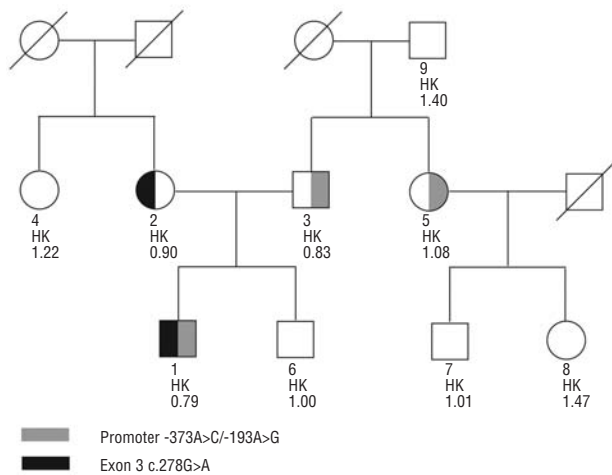 9
HK
1.40
4
HK
1.22
2
HK
0.90
3
HK
0.83
5
HK
1.08
1
HK
0.79
6
HK
1.00
7
HK
1.01
8
HK
1.47
Promoter -373A>C/-193A>G
Exon 3 c.278G>A